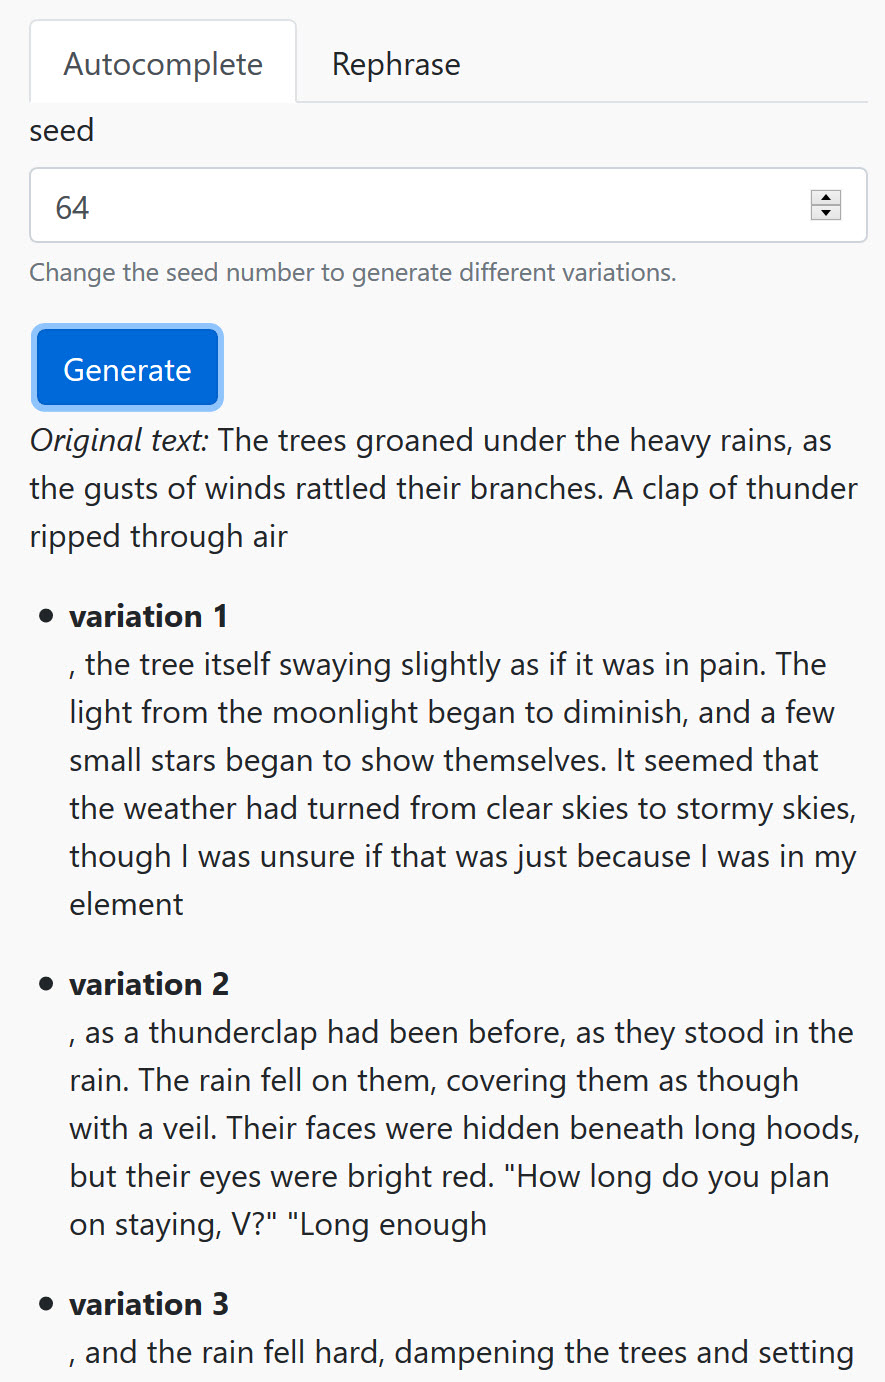 Autocomplete Rephrase
seed
64
Change the seed number to generate different variations.
Generate
Original text: The trees groaned under the heavy rains, as
the gusts of winds rattled their branches. A clap of thunder
ripped through air
variation 1
, the tree itself swaying slightly as if it was in pain. The
light from the moonlight began to diminish, and a few
small stars began to show themselves. It seemed that
the weather had turned from clear skies to stormy skies,
though I was unsure if that was just because I was in my
element
variation 2
, as a thunderclap had been before, as they stood in the
rain. The rain fell on them, covering them as though
with a veil. Their faces were hidden beneath long hoods,
but their eyes were bright red. "How long do you plan
on staying, V?" "Long enough
variation 3
, and the rain fell hard, dampening the trees and setting